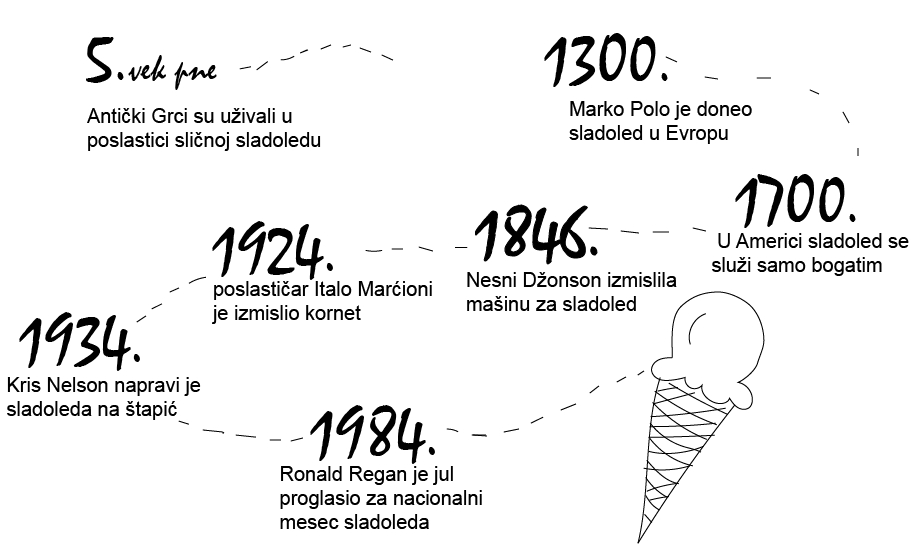 5. vek pne
Antički Grci su uživali u
poslastici sličnoj sladoledu
1300.
Marko Polo je doneo
sladoled u Evropu
1700.
U Americi sladoled se
služi samo bogatim
1846.
Nesni Džonson izmislila
mašinu za sladoled
1924.
poslastičar Italo Marćioni
je izmislio kornet
1934.
Kris Nelson napravi je
sladoleda na štapić
1984.
Ronald Regan je jul
proglasio za nacionalni
mesec sladoleda